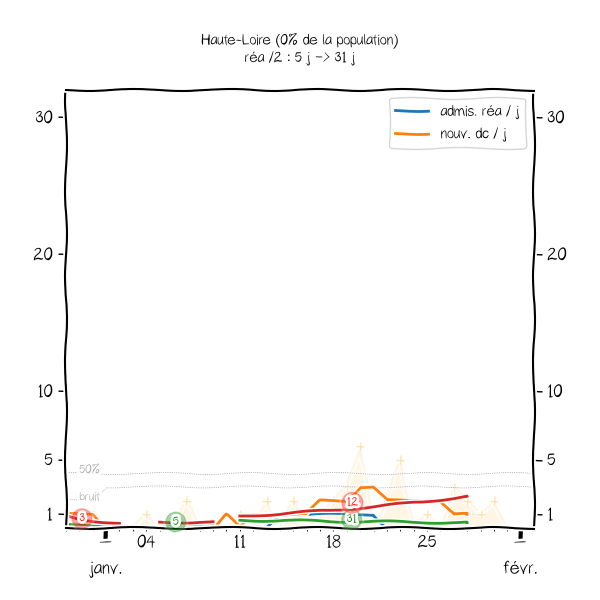 Haute-Loire (0% de la population)
réa /2 : 5 j -> 31 j
admis. réa / j
nouv. dc / j
30 30
20 20
10 10
5 5
50%
bruit
1 1
3 5 12 31
04 11 18 25
janv. févr.